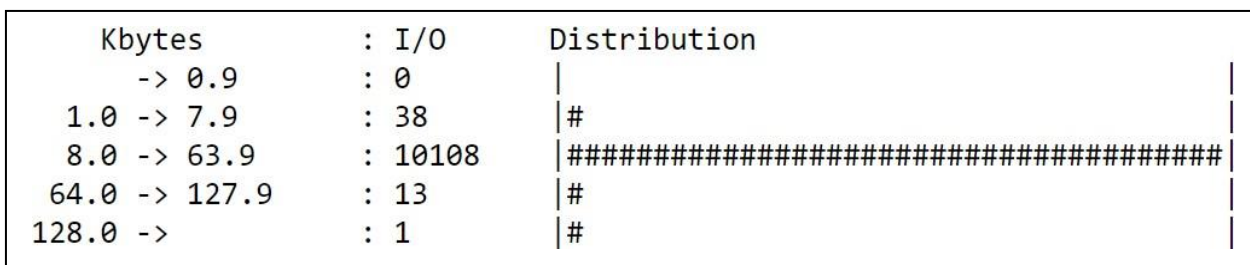 Kbytes : I/O Distribution
-> 0.9 : 0 | |
1.0 -> 7.9 : 38 |# |
8.0 -> 63.9 : 10108 |######################################|
64.0 -> 127.9 : 13 |# |
128.0 -> : 1 |# |